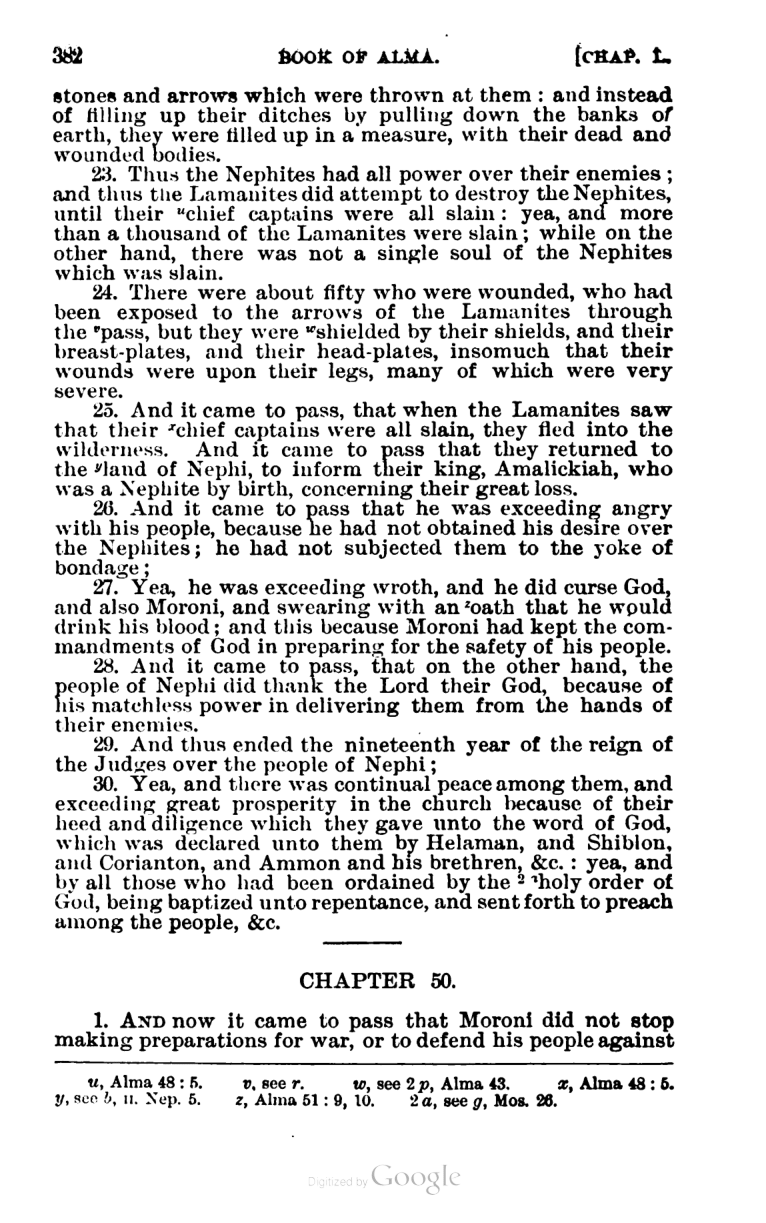 382 BOOK OF ALMA. [CHAP. L.
stones and arrows which were thrown at them : and instead
of filling up their ditches by pulling down the banks of
earth, they were filled up in a measure, with their dead and
wounded bodies.
23. Thus the Nephites had all power over their enemies ;
and thus the Lamanites did attempt to destroy the Nephites,
until their ᵘchief captains were all slain : yea, and more
than a thousand of the Lamanites were slain ; while on the
other hand, there was not a single soul of the Nephites
which was slain.
24. There were about fifty who were wounded, who had
been exposed to the arrows of the Lamanites through
the ᵛpass, but they were ʷshielded by their shields, and their
breast-plates, and their head-plates, insomuch that their
wounds were upon their legs, many of which were very
severe.
25. And it came to pass, that when the Lamanites saw
that their ˣchief captains were all slain, they fled into the
wilderness. And it came to pass that they returned to
the ʸland of Nephi, to inform their king, Amalickiah, who
was a Nephite by birth, concerning their great loss.
26. And it came to pass that he was exceeding angry
with his people, because he had not obtained his desire over
the Nephites ; he had not subjected them to the yoke of
bondage ;
27. Yea, he was exceeding wroth, and he did curse God,
and also Moroni, and swearing with an ᶻoath that he would
drink his blood ; and this because Moroni had kept the com-
mandments of God in preparing for the safety of his people.
28. And it came to pass, that on the other hand, the
people of Nephi did thank the Lord their God, because of
his matchless power in delivering them from the hands of
their enemies.
29. And thus ended the nineteenth year of the reign of
the Judges over the people of Nephi ;
30. Yea, and there was continual peace among them, and
exceeding great prosperity in the church because of their
heed and diligence which they gave unto the word of God,
which was declared unto them by Helaman, and Shiblon,
and Corianton, and Ammon and his brethren, &c. : yea, and
by all those who had been ordained by the ² ᵃholy order of
God, being baptized unto repentance, and sent forth to preach
among the people, &c.
CHAPTER 50.
1. AND now it came to pass that Moroni did not stop
making preparations for war, or to defend his people against
u, Alma 48 : 5. v, see r. w, see 2 p, Alma 43. x, Alma 48 : 5.
y, see b, II. Nep. 5. z, Alma 51 : 9, 10. 2 a, see g, Mos. 26.
Digitized by Google